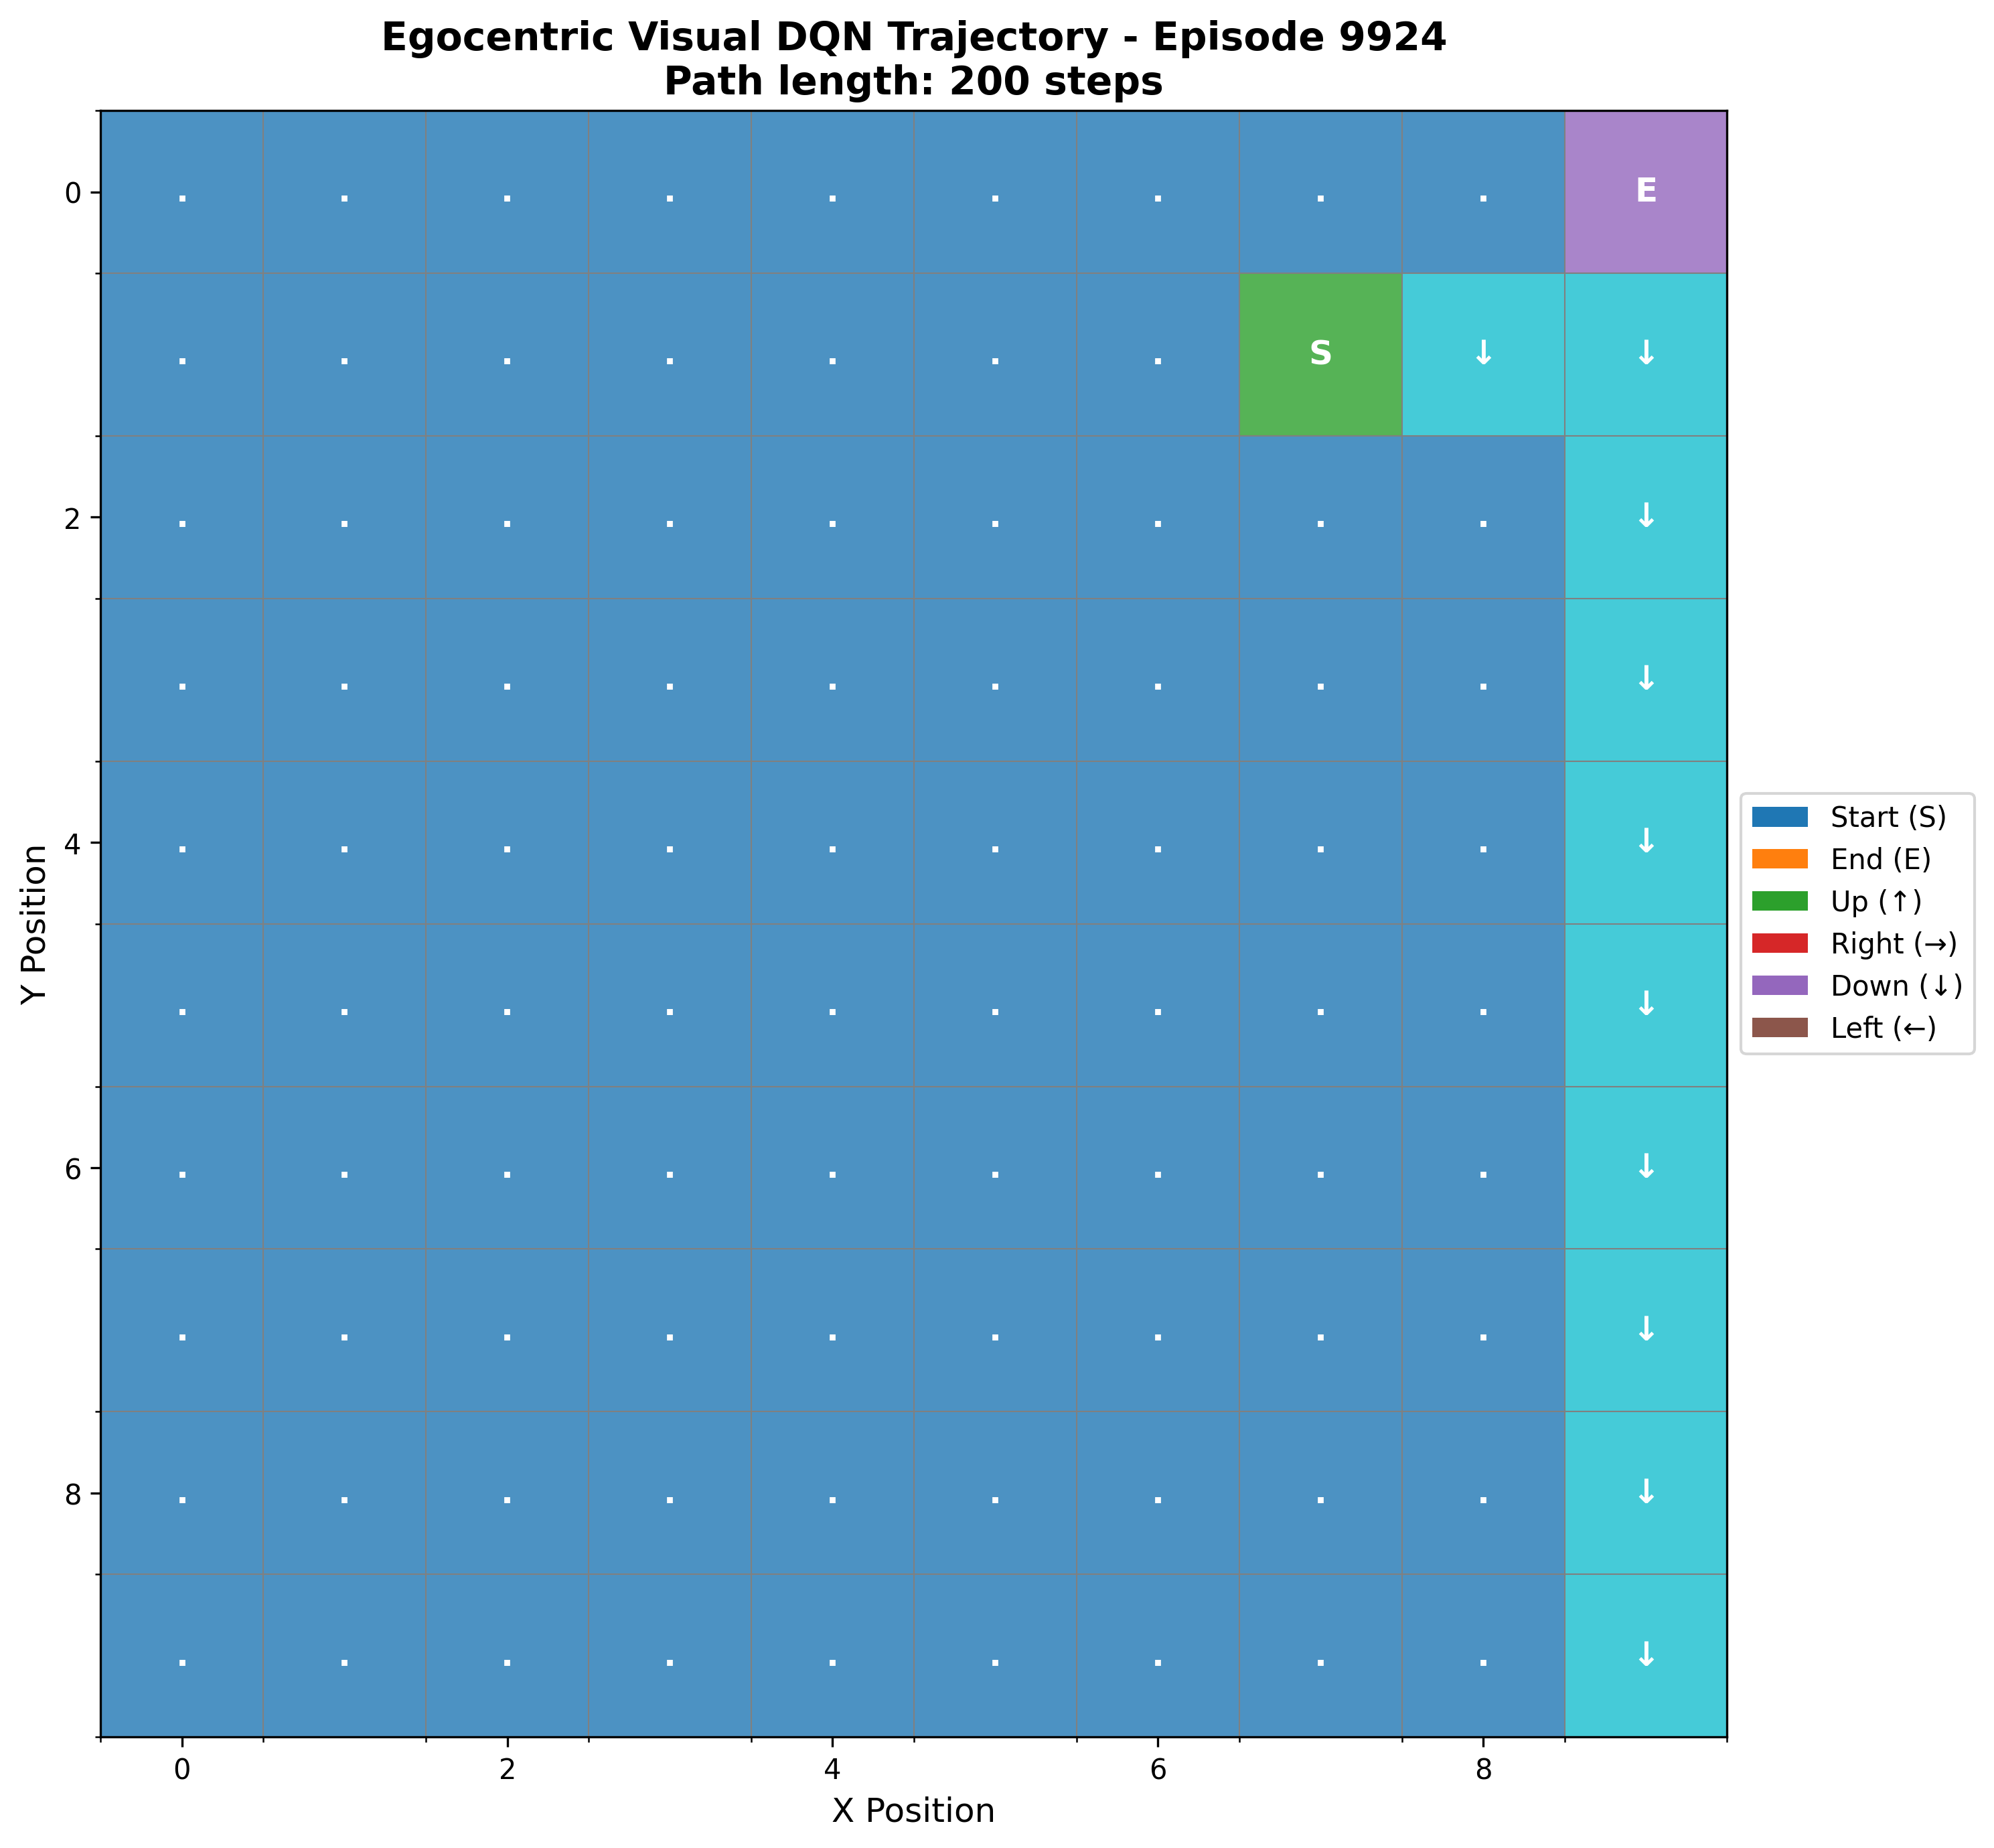 Egocentric Visual DQN Trajectory - Episode 9924
Path length: 200 steps
0
. . . . . . . . . E
. . . . . . . S ↓ ↓
2
. . . . . . . . . ↓
. . . . . . . . . ↓
4
. . . . . . . . . ↓
. . . . . . . . . ↓
6
. . . . . . . . . ↓
. . . . . . . . . ↓
8
. . . . . . . . . ↓
. . . . . . . . . ↓
0 2 4 6 8
X Position
Y Position
Start (S)
End (E)
Up (↑)
Right (→)
Down (↓)
Left (←)